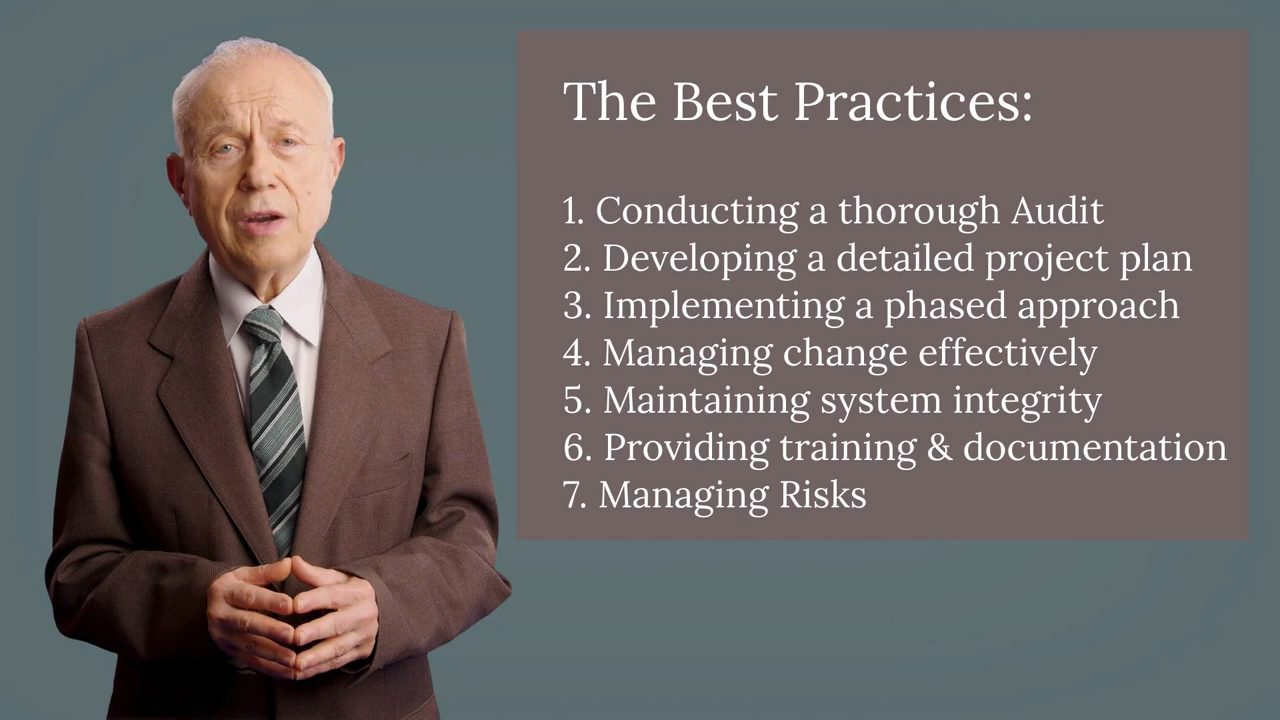 The Best Practices:
1. Conducting a thorough Audit
2. Developing a detailed project plan
3. Implementing a phased approach
4. Managing change effectively
5. Maintaining system integrity
6. Providing training & documentation
7. Managing Risks